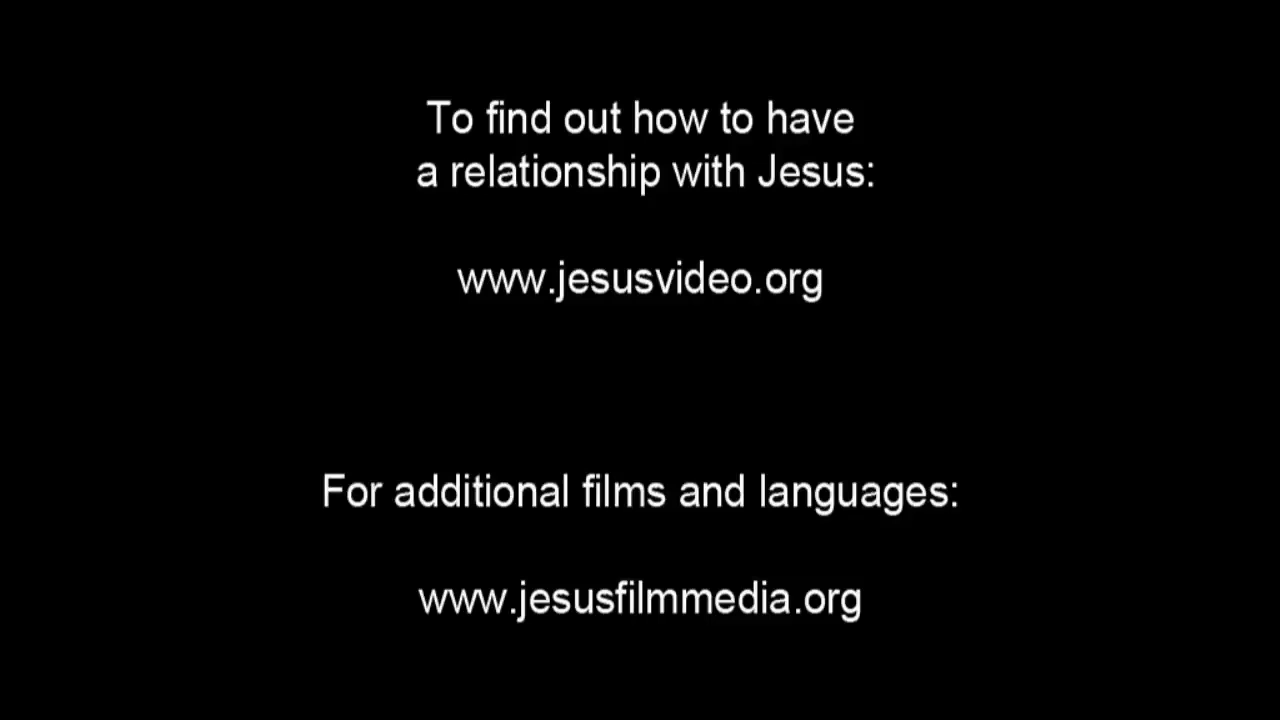 To find out how to have
a relationship with Jesus:
www.jesusvideo.org
For additional films and languages:
www.jesusfilmmedia.org